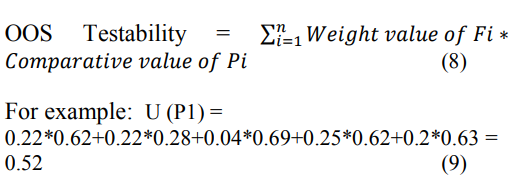 OOS Testability = ∑ⁿᵢ₌₁ Weight value of Fi ∗
Comparative value of Pi (8)
For example: U (P1) =
0.22*0.62+0.22*0.28+0.04*0.69+0.25*0.62+0.2*0.63 =
0.52 (9)